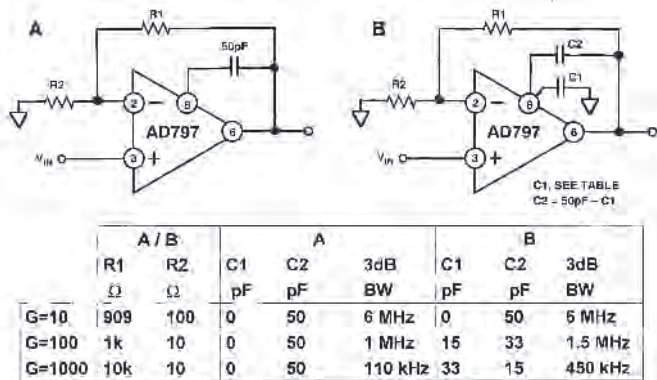 A
R1
50pF
R2
2
8
AD797
6
3
VIN
B
R1
C2
C1
R2
2
8
AD797
6
3
VIN
C1, SEE TABLE
C2 = 50pF – C1
A / B A B
R1 R2 C1 C2 3dB C1 C2 3dB
Ω Ω pF pF BW pF pF BW
G=10 909 100 0 50 6 MHz 0 50 6 MHz
G=100 1k 10 0 50 1 MHz 15 33 1.5 MHz
G=1000 10k 10 0 50 110 kHz 33 15 450 kHz